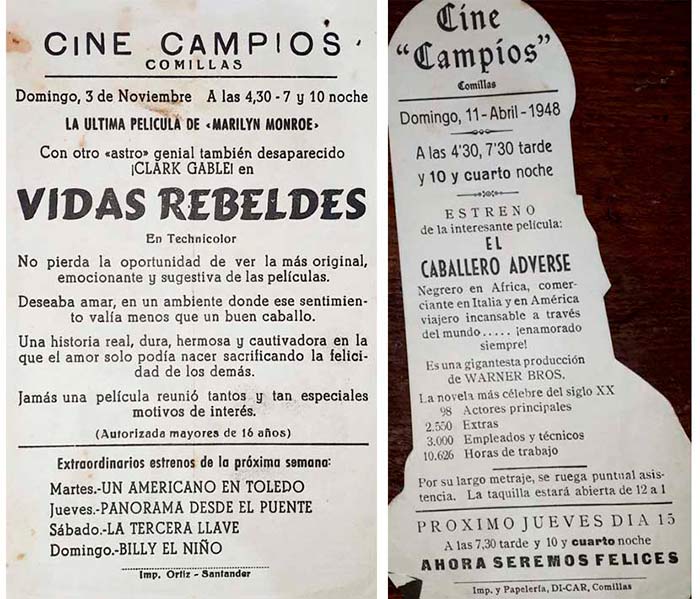 CINE CAMPIOS
COMILLAS
Domingo, 3 de Noviembre A las 4,30 - 7 y 10 noche
LA ULTIMA PELICULA DE «MARILYN MONROE»
Con otro «astro» genial también desaparecido
¡CLARK GABLE! en
VIDAS REBELDES
En Technicolor
No pierda la oportunidad de ver la más original,
emocionante y sugestiva de las películas.
Deseaba amar, en un ambiente donde ese sentimien-
to valía menos que un buen caballo.
Una historia real, dura, hermosa y cautivadora en la
que el amor solo podía nacer sacrificando la felici-
dad de los demás.
Jamás una película reunió tantos y tan especiales
motivos de interés.
(Autorizada mayores de 16 años)
Extraordinarios estrenos de la próxima semana:
Martes.-UN AMERICANO EN TOLEDO
Jueves.-PANORAMA DESDE EL PUENTE
Sábado.-LA TERCERA LLAVE
Domingo.-BILLY EL NIÑO
Imp. Ortiz - Santander
Cine
"Campíos"
Comillas
Domingo, 11-Abril-1948
A las 4'30, 7'30 tarde
y 10 y cuarto noche
ESTRENO
de la interesante película:
EL
CABALLERO ADVERSE
Negrero en Africa, comer-
ciante en Italia y en América
viajero incansable a través
del mundo..... ¡enamorado
siempre!
Es una gigantesta producción
de WARNER BROS.
La novela más célebre del siglo XX
98 Actores principales
2.550 Extras
3.000 Empleados y técnicos
10.626 Horas de trabajo
Por su largo metraje, se ruega puntual asis-
tencia. La taquilla estará abierta de 12 a 1
PROXIMO JUEVES DIA 15
A las 7,30 tarde y 10 y cuarto noche
AHORA SEREMOS FELICES
Imp. y Papelería, DI-CAR, Comillas